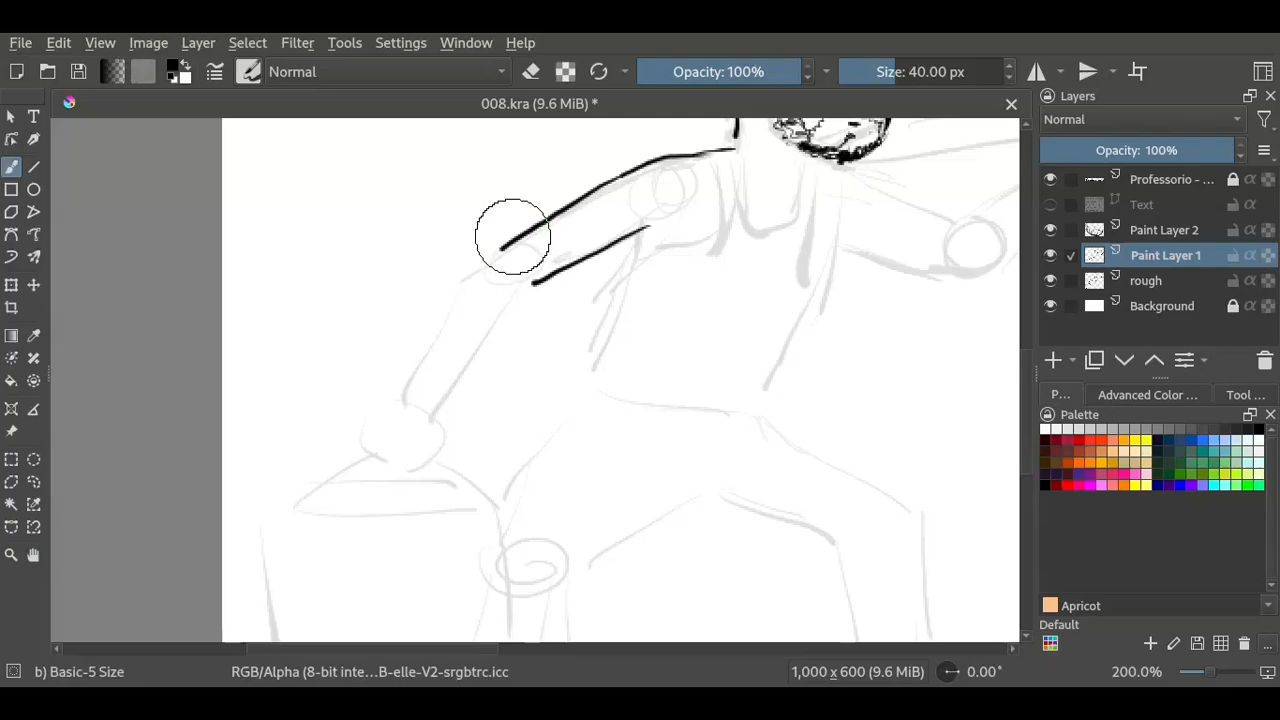 File Edit View Image Layer Select Filter Tools Settings Window Help
Normal Opacity: 100% Size: 40.00 px
008.kra (9.6 MiB) *
Layers
Normal
Opacity: 100%
Professorio - ...
Text
Paint Layer 2
Paint Layer 1
rough
Background
P... Advanced Color ... Tool ...
Palette
Apricot
Default
b) Basic-5 Size RGB/Alpha (8-bit inte...B-elle-V2-srgbtrc.icc 1,000 x 600 (9.6 MiB) 0.00° 200.0%